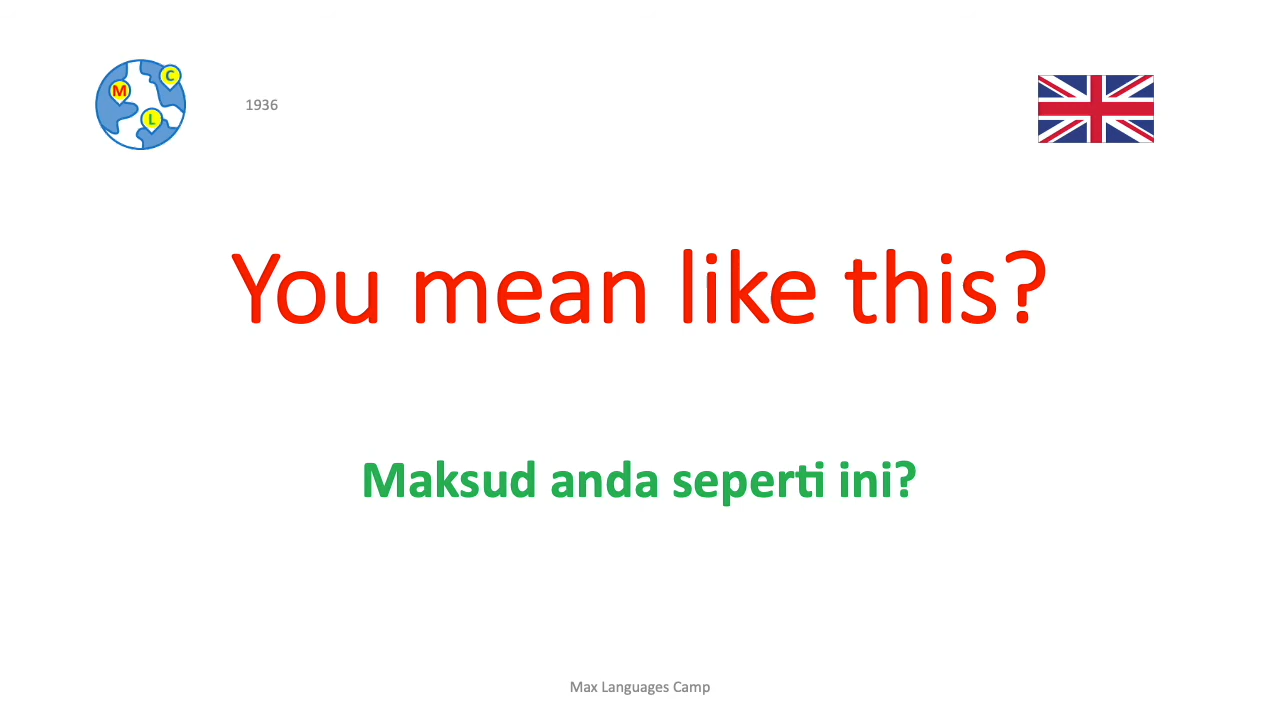 C
M
L
1936
You mean like this?
Maksud anda seperti ini?
Max Languages Camp